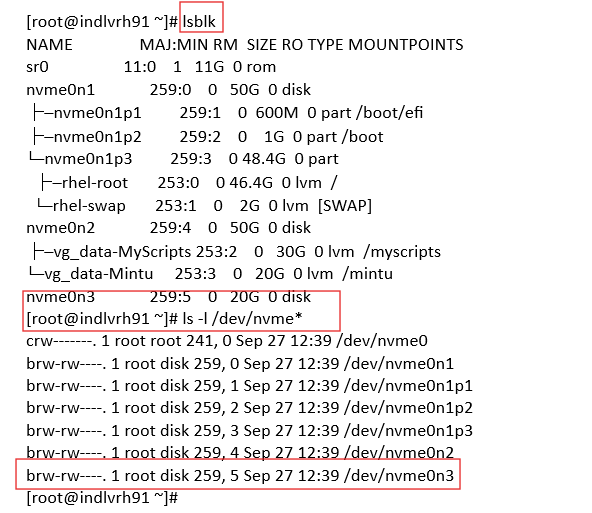 [root@indlvrh91 ~]# lsblk
NAME MAJ:MIN RM SIZE RO TYPE MOUNTPOINTS
sr0 11:0 1 11G 0 rom
nvme0n1 259:0 0 50G 0 disk
├─nvme0n1p1 259:1 0 600M 0 part /boot/efi
├─nvme0n1p2 259:2 0 1G 0 part /boot
└─nvme0n1p3 259:3 0 48.4G 0 part
├─rhel-root 253:0 0 46.4G 0 lvm /
└─rhel-swap 253:1 0 2G 0 lvm [SWAP]
nvme0n2 259:4 0 50G 0 disk
├─vg_data-MyScripts 253:2 0 30G 0 lvm /myscripts
└─vg_data-Mintu 253:3 0 20G 0 lvm /mintu
nvme0n3 259:5 0 20G 0 disk
[root@indlvrh91 ~]# ls -l /dev/nvme*
crw-------. 1 root root 241, 0 Sep 27 12:39 /dev/nvme0
brw-rw----. 1 root disk 259, 0 Sep 27 12:39 /dev/nvme0n1
brw-rw----. 1 root disk 259, 1 Sep 27 12:39 /dev/nvme0n1p1
brw-rw----. 1 root disk 259, 2 Sep 27 12:39 /dev/nvme0n1p2
brw-rw----. 1 root disk 259, 3 Sep 27 12:39 /dev/nvme0n1p3
brw-rw----. 1 root disk 259, 4 Sep 27 12:39 /dev/nvme0n2
brw-rw----. 1 root disk 259, 5 Sep 27 12:39 /dev/nvme0n3
[root@indlvrh91 ~]#